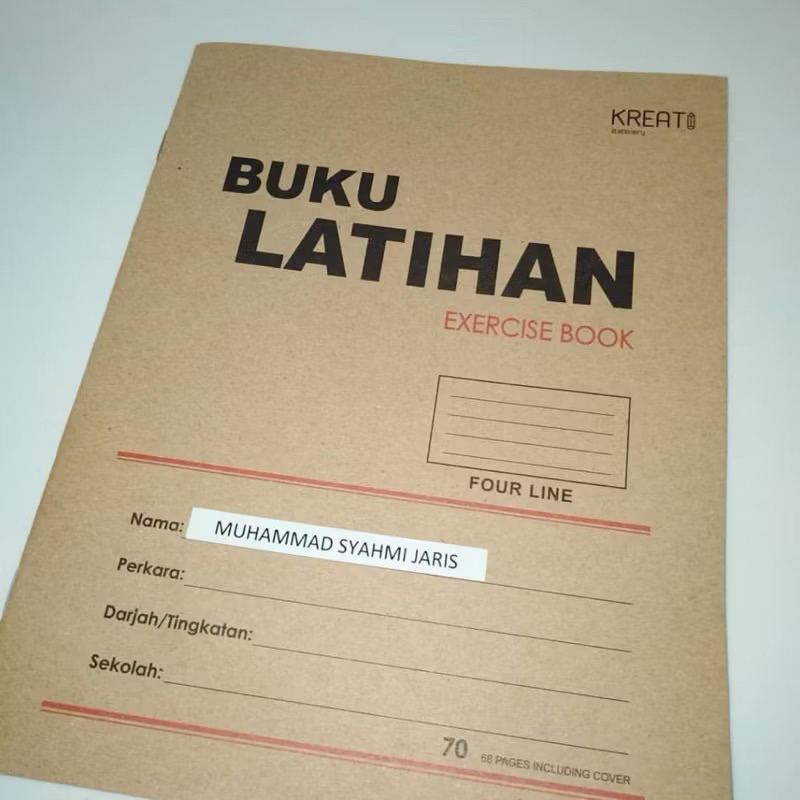 KREAT
stationery
BUKU
LATIHAN
EXERCISE BOOK
FOUR LINE
Nama: MUHAMMAD SYAHMI JARIS
Perkara:
Darjah/Tingkatan:
Sekolah:
70 68 PAGES INCLUDING COVER